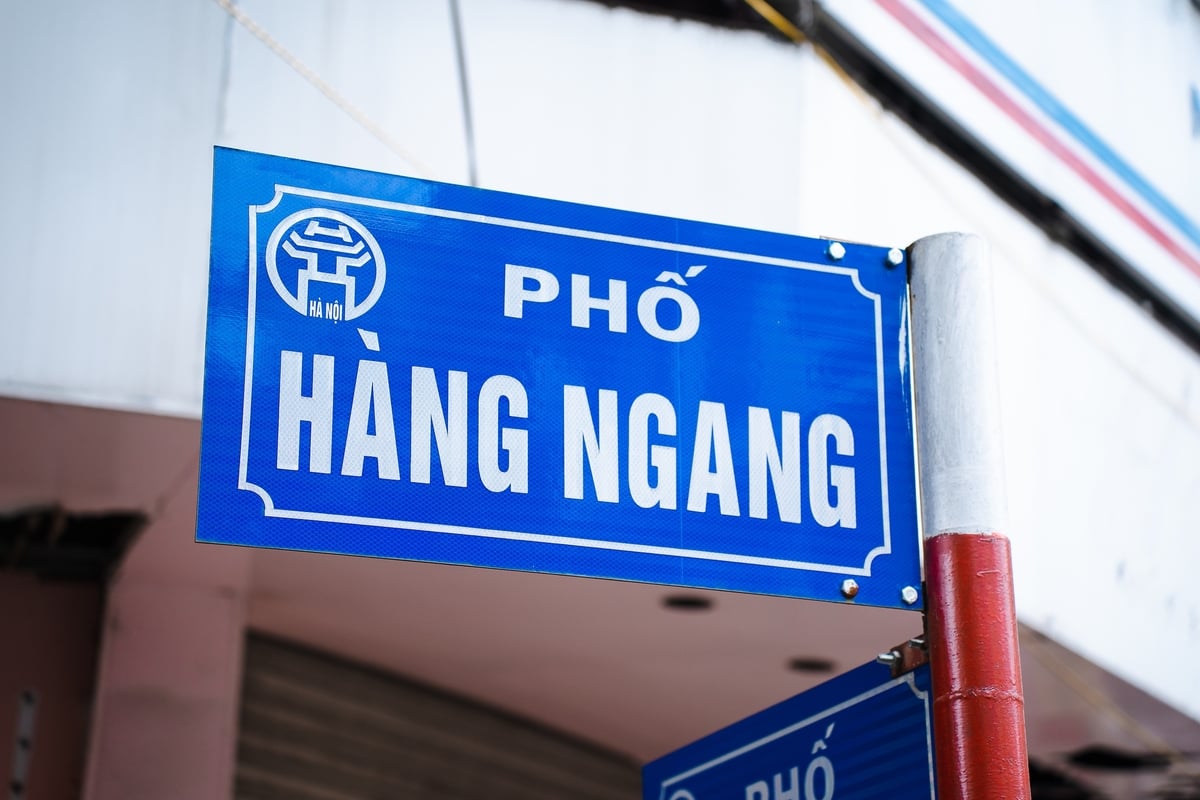 HÀ NỘI
PHỐ
HÀNG NGANG
PHỐ